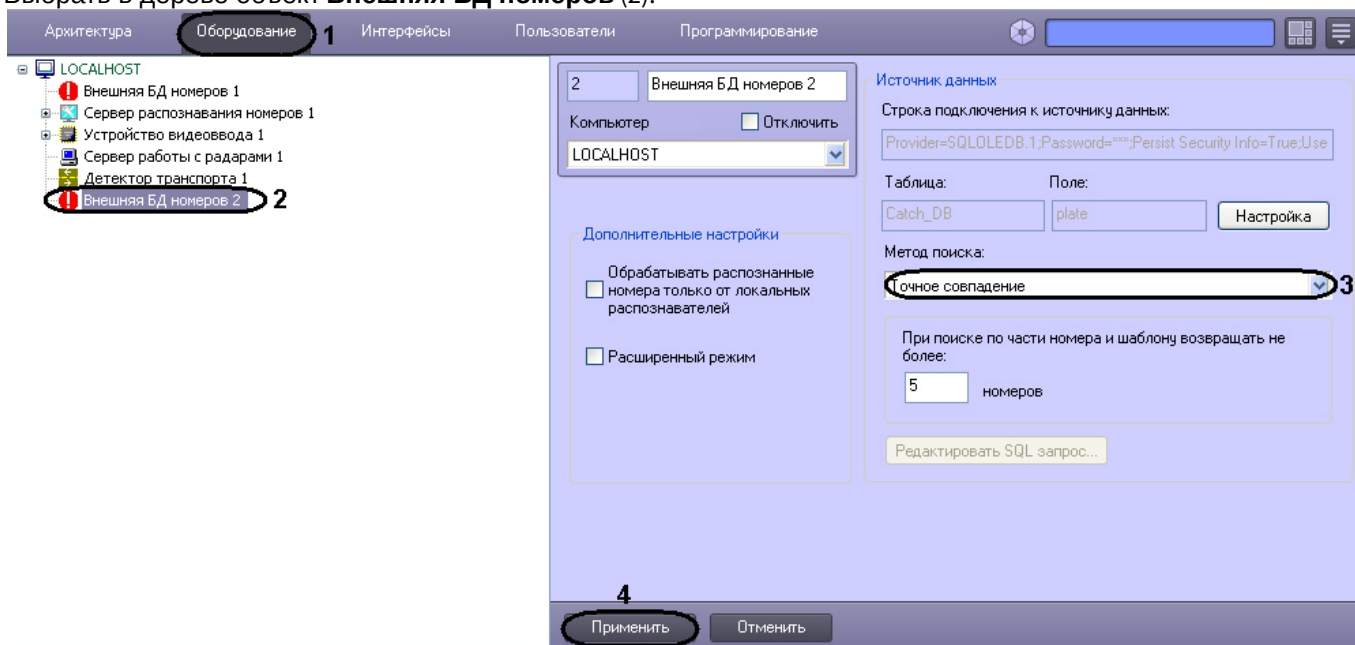 Выбрать в дерево объект Внешняя БД номеров (2).
Архитектура Оборудование 1 Интерфейсы Пользователи Программирование
LOCALHOST
Внешняя БД номеров 1
Сервер распознавания номеров 1
Устройство видеоввода 1
Сервер работы с радарами 1
Детектор транспорта 1
Внешняя БД номеров 2 2
2 Внешняя БД номеров 2
Компьютер Отключить
LOCALHOST
Дополнительные настройки
Обрабатывать распознанные
номера только от локальных
распознавателей
Расширенный режим
Источник данных
Строка подключения к источнику данных:
Provider=SQLOLEDB.1;Password=***;Persist Security Info=True;Use
Таблица: Поле:
Catch_DB plate Настройка
Метод поиска:
Точное совпадение 3
При поиске по части номера и шаблону возвращать не
более:
5 номеров
Редактировать SQL запрос...
4
Применить Отменить